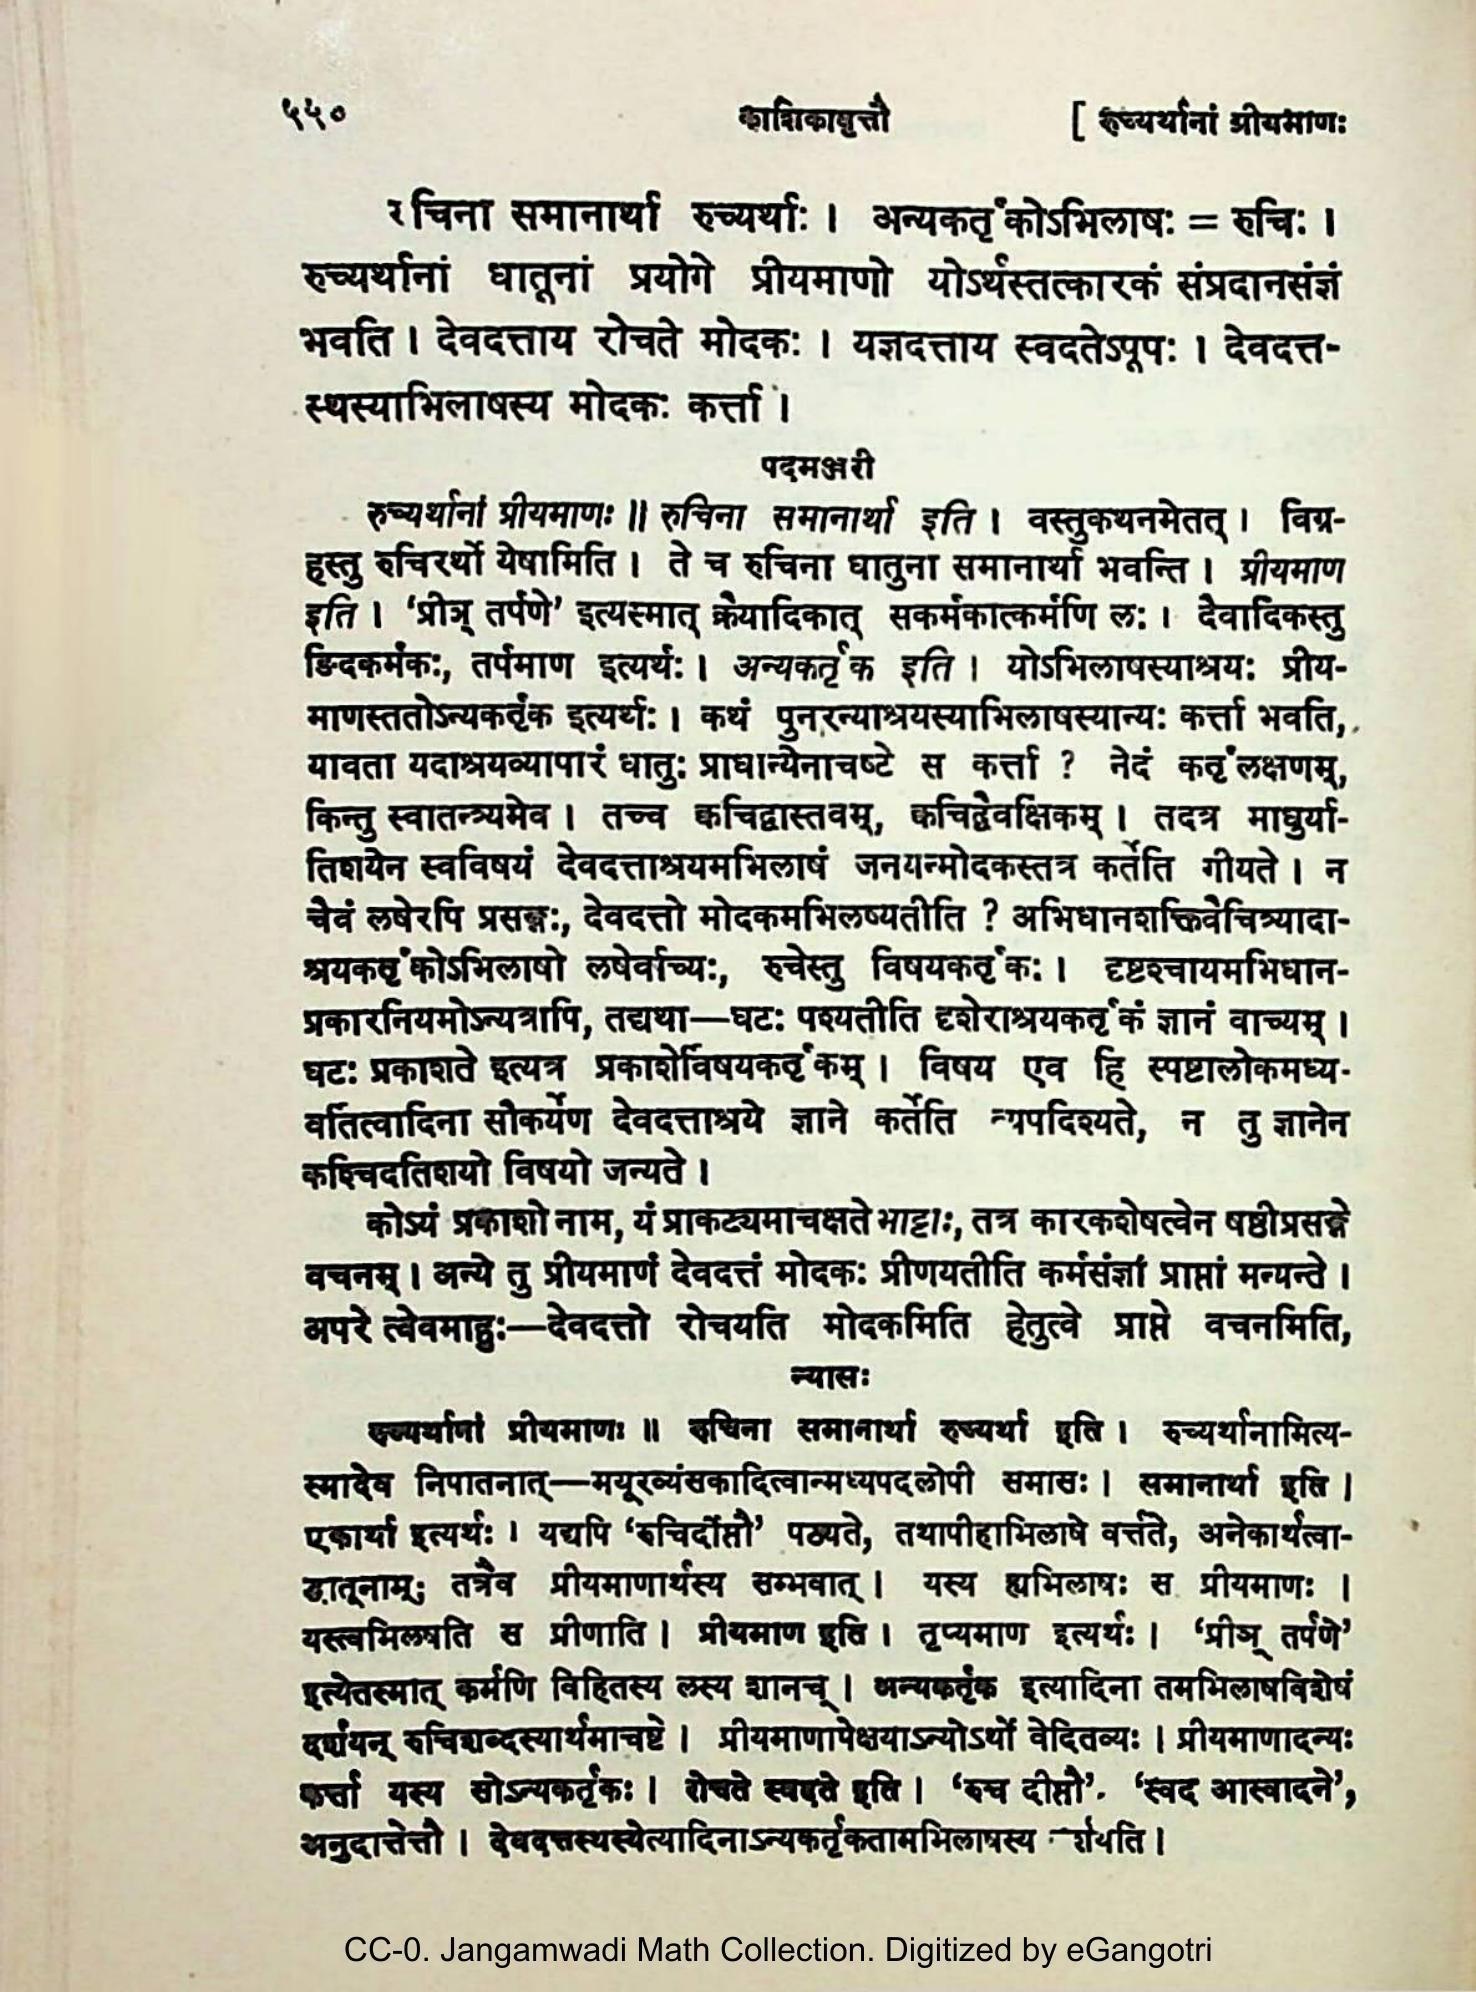 ५५० काशिकावृत्तौ [ रुच्यर्थानां प्रीयमाणः
रुचिना समानार्था रुच्यर्थाः । अन्यकर्तृकोऽभिलाषः = रुचिः ।
रुच्यर्थानां धातूनां प्रयोगे प्रीयमाणो योऽर्थस्तत्कारकं संप्रदानसंज्ञं
भवति । देवदत्ताय रोचते मोदकः । यज्ञदत्ताय स्वदतेऽपूपः । देवदत्त-
स्थस्याभिलाषस्य मोदकः कर्त्ता ।
पदमञ्जरी
रुच्यर्थानां प्रीयमाणः ॥ रुचिना समानार्था इति । वस्तुकथनमेतत् । विग्र-
हस्तु रुचिरर्थो येषामिति । ते च रुचिना धातुना समानार्था भवन्ति । प्रीयमाण
इति । ‘प्रीञ् तर्पणे’ इत्यस्मात् क्रैयादिकात् सकर्मकात्कर्मणि लः । दैवादिकस्तु
ङिदकर्मकः, तर्पमाण इत्यर्थः । अन्यकर्तृक इति । योऽभिलाषस्याश्रयः प्रीय-
माणस्ततोऽन्यकर्तृक इत्यर्थः । कथं पुनरन्याश्रयस्याभिलाषस्यान्यः कर्त्ता भवति,
यावता यदाश्रयव्यापारं धातुः प्राधान्येनाचष्टे स कर्त्ता ? नेदं कर्तृलक्षणम्,
किन्तु स्वातन्त्र्यमेव । तच्च क्वचिद्वास्तवम्, क्वचिद्वैवक्षिकम् । तदत्र माधुर्या-
तिशयेन स्वविषयं देवदत्ताश्रयमभिलाषं जनयन्मोदकस्तत्र कर्तेति गीयते । न
चैवं लषेरपि प्रसङ्गः, देवदत्तो मोदकमभिलष्यतीति ? अभिधानशक्तिवैचित्र्यादा-
श्रयकर्तृकोऽभिलाषो लषेर्वाच्यः, रुचेस्तु विषयकर्तृकः । दृष्टश्चायमभिधान-
प्रकारनियमोऽन्यत्रापि, तद्यथा—घटः पश्यतीति दृशेराश्रयकर्तृकं ज्ञानं वाच्यम् ।
घटः प्रकाशते इत्यत्र प्रकाशेर्विषयकर्तृकम् । विषय एव हि स्पष्टालोकमध्य-
वर्तित्वादिना सौकर्येण देवदत्ताश्रये ज्ञाने कर्तेति व्यपदिश्यते, न तु ज्ञानेन
कश्चिदतिशयो विषयो जन्यते ।
कोऽयं प्रकाशो नाम, यं प्राकट्यमाचक्षते भाट्टाः, तत्र कारकशेषत्वेन षष्ठीप्रसङ्गे
वचनम् । अन्ये तु प्रीयमाणं देवदत्तं मोदकः प्रीणयतीति कर्मसंज्ञां प्राप्तां मन्यन्ते ।
अपरे त्वेवमाहुः—देवदत्तो रोचयति मोदकमिति हेतुत्वे प्राप्ते वचनमिति,
न्यासः
रुच्यर्थानां प्रीयमाणः ॥ रुचिना समानार्था रुच्यर्था इति । रुच्यर्थानामित्य-
स्मादेव निपातनात्—मयूरव्यंसकादित्वान्मध्यपदलोपी समासः । समानार्था इति ।
एकार्था इत्यर्थः । यद्यपि ‘रुचिर्दीप्तौ’ पठ्यते, तथापीहाभिलाषे वर्त्तते, अनेकार्थत्वा-
द्धातूनाम्; तत्रैव प्रीयमाणार्थस्य सम्भवात् । यस्य ह्यभिलाषः स प्रीयमाणः ।
यस्त्वभिलषति स प्रीणाति । प्रीयमाण इति । तृप्यमाण इत्यर्थः । ‘प्रीञ् तर्पणे’
इत्येतस्मात् कर्मणि विहितस्य लस्य शानच् । अन्यकर्तृक इत्यादिना तमभिलाषविशेषं
दर्शयन् रुचिशब्दस्यार्थमाचष्टे । प्रीयमाणापेक्षयाऽन्योऽर्थो वेदितव्यः । प्रीयमाणादन्यः
कर्त्ता यस्य सोऽन्यकर्तृकः । रोचते स्वदते इति । ‘रुच दीप्तौ’. ‘स्वद आस्वादने’,
अनुदात्तेत्तौ । देवदत्तस्थस्येत्यादिनाऽन्यकर्तृकतामभिलाषस्य
CC-0. Jangamwadi Math Collection. Digitized by eGangotri